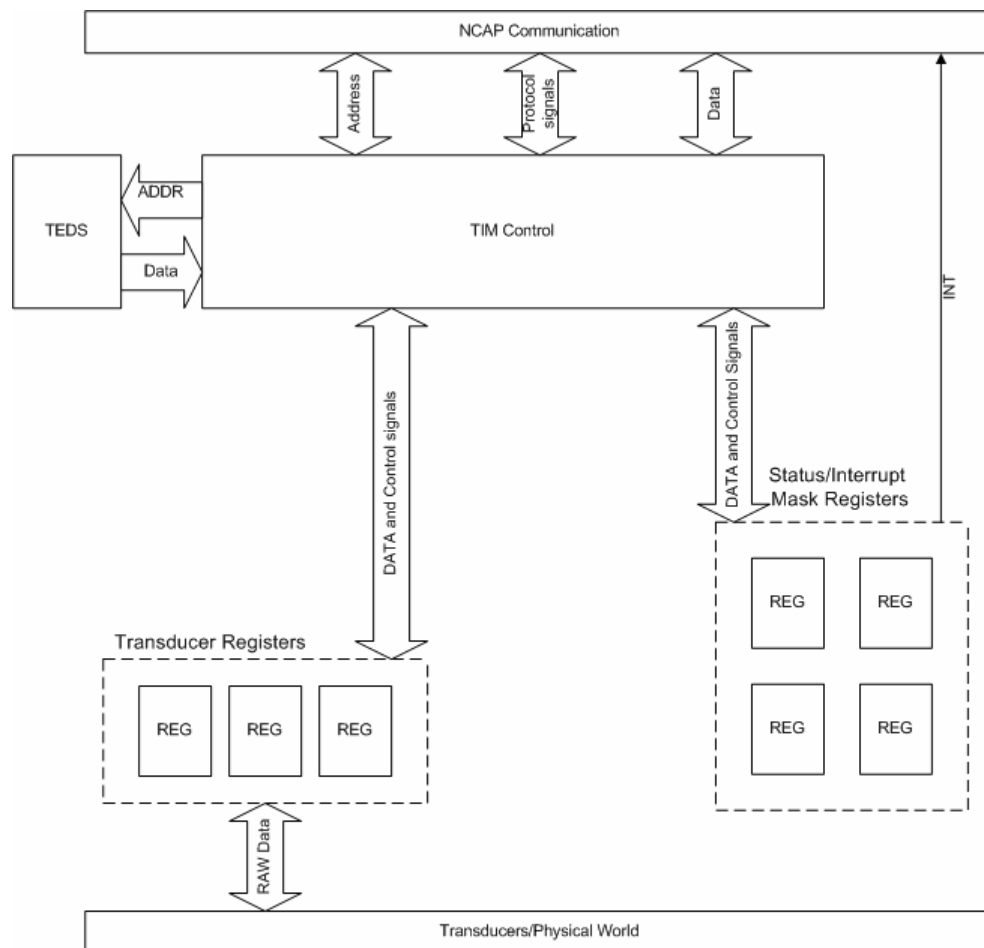 NCAP Communication
Address
Protocol
signals
Data
INT
TEDS
ADDR
Data
TIM Control
DATA and Control signals
DATA and Control Signals
Status/Interrupt
Mask Registers
REG
REG
REG
REG
Transducer Registers
REG
REG
REG
RAW Data
Transducers/Physical World